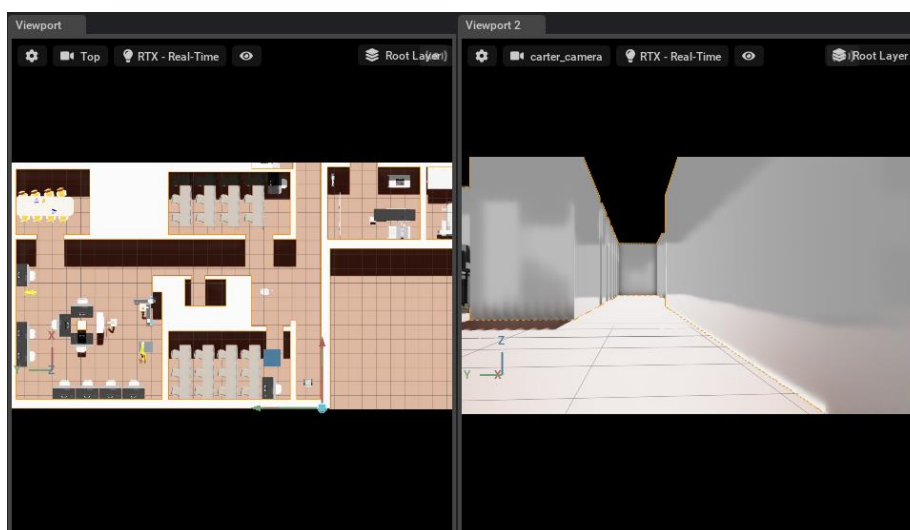 Viewport
Top
RTX - Real-Time
Root Layer
X
Y
Z
Viewport 2
carter_camera
RTX - Real-Time
Root Layer
Z
Y
X